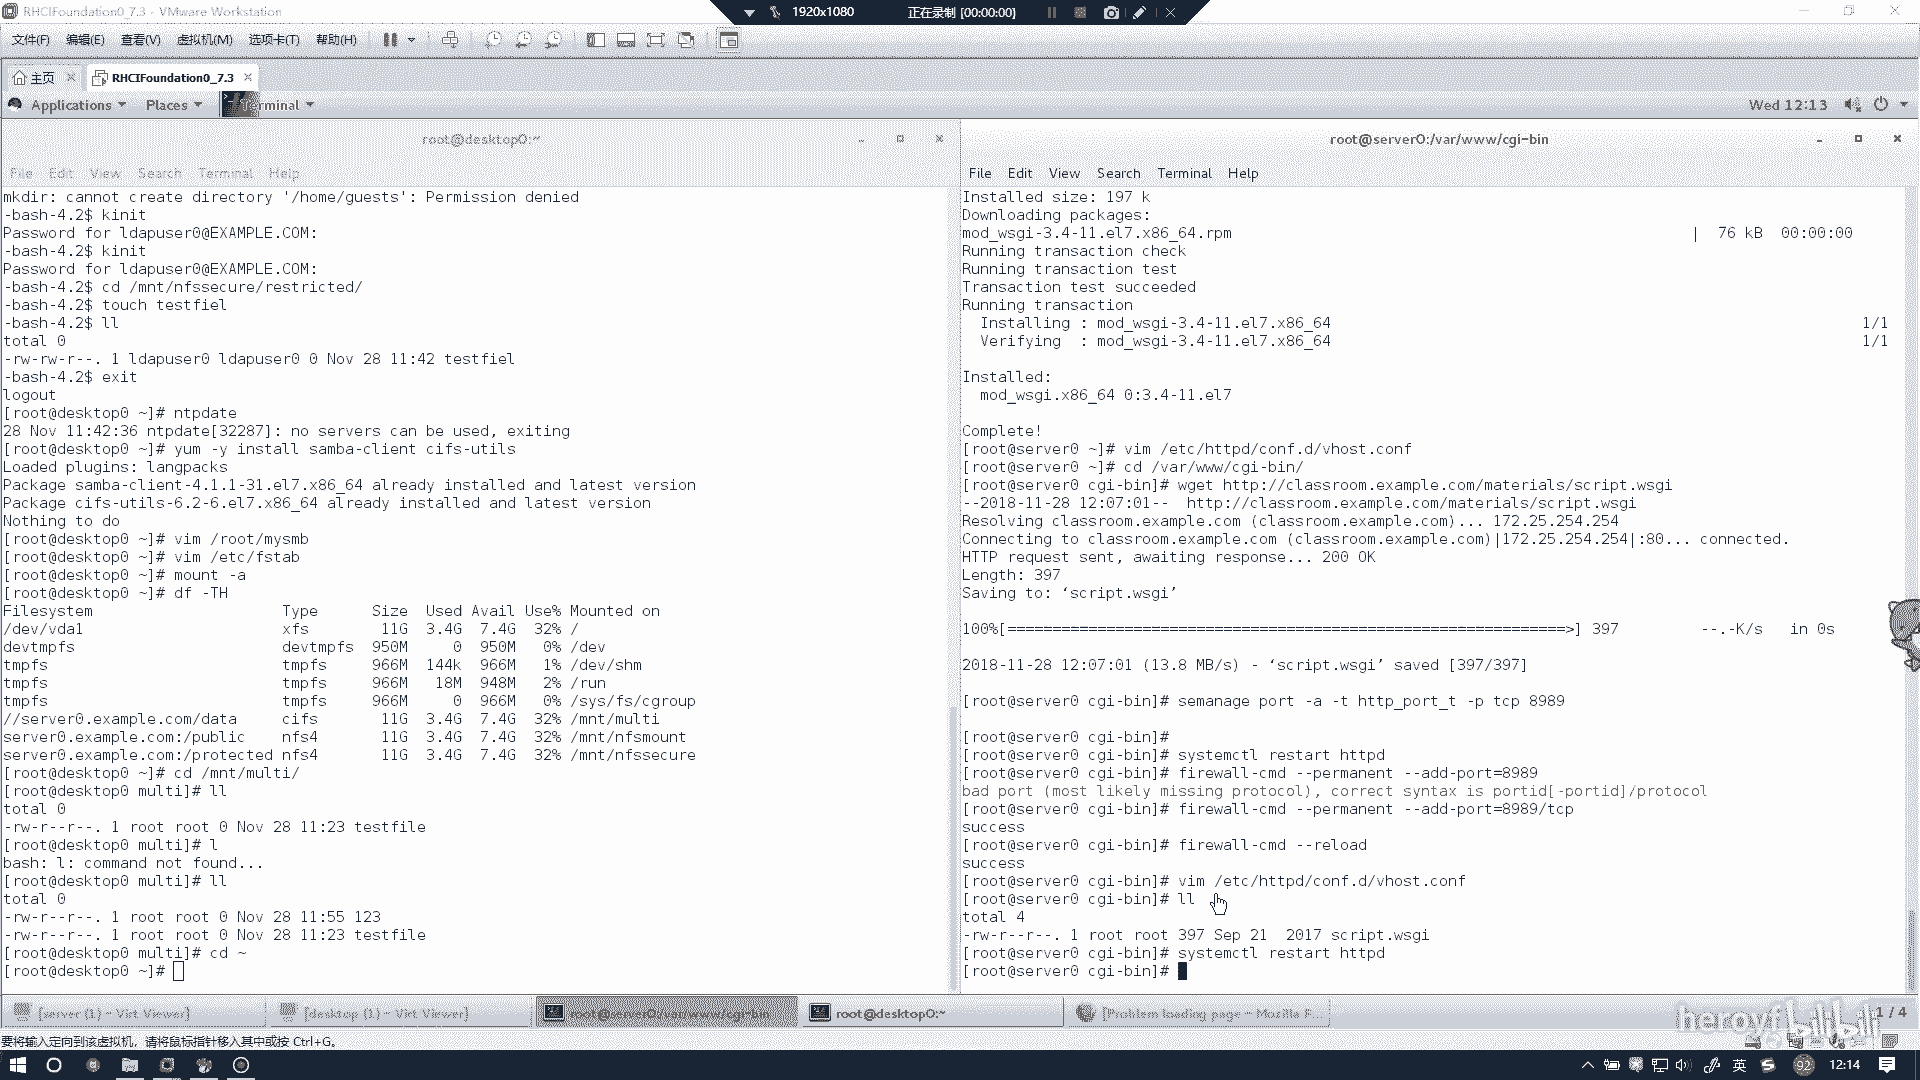 RHCIFoundation0_7.3 - VMware Workstation
1920x1080
正在录制 [00:00:00]
文件(F) 编辑(E) 查看(V) 虚拟机(M) 选项卡(T) 帮助(H)
主页
RHCIFoundation0_7.3
Applications Places Terminal
Wed 12:13
root@desktop0:~
File Edit View Search Terminal Help
mkdir: cannot create directory '/home/guests': Permission denied
-bash-4.2$ kinit
Password for ldapuser0@EXAMPLE.COM:
-bash-4.2$ kinit
Password for ldapuser0@EXAMPLE.COM:
-bash-4.2$ cd /mnt/nfssecure/restricted/
-bash-4.2$ touch testfiel
-bash-4.2$ ll
total 0
-rw-rw-r--. 1 ldapuser0 ldapuser0 0 Nov 28 11:42 testfiel
-bash-4.2$ exit
logout
[root@desktop0 ~]# ntpdate
28 Nov 11:42:36 ntpdate[32287]: no servers can be used, exiting
[root@desktop0 ~]# yum -y install samba-client cifs-utils
Loaded plugins: langpacks
Package samba-client-4.1.1-31.el7.x86_64 already installed and latest version
Package cifs-utils-6.2-6.el7.x86_64 already installed and latest version
Nothing to do
[root@desktop0 ~]# vim /root/mysmb
[root@desktop0 ~]# vim /etc/fstab
[root@desktop0 ~]# mount -a
[root@desktop0 ~]# df -TH
Filesystem Type Size Used Avail Use% Mounted on
/dev/vda1 xfs 11G 3.4G 7.4G 32% /
devtmpfs devtmpfs 950M 0 950M 0% /dev
tmpfs tmpfs 966M 144k 966M 1% /dev/shm
tmpfs tmpfs 966M 18M 948M 2% /run
tmpfs tmpfs 966M 0 966M 0% /sys/fs/cgroup
//server0.example.com/data cifs 11G 3.4G 7.4G 32% /mnt/multi
server0.example.com:/public nfs4 11G 3.4G 7.4G 32% /mnt/nfsmount
server0.example.com:/protected nfs4 11G 3.4G 7.4G 32% /mnt/nfssecure
[root@desktop0 ~]# cd /mnt/multi/
[root@desktop0 multi]# ll
total 0
-rw-r--r--. 1 root root 0 Nov 28 11:23 testfile
[root@desktop0 multi]# l
bash: l: command not found...
[root@desktop0 multi]# ll
total 0
-rw-r--r--. 1 root root 0 Nov 28 11:55 123
-rw-r--r--. 1 root root 0 Nov 28 11:23 testfile
[root@desktop0 multi]# cd ~
[root@desktop0 ~]#
root@server0:/var/www/cgi-bin
File Edit View Search Terminal Help
Installed size: 197 k
Downloading packages:
mod_wsgi-3.4-11.el7.x86_64.rpm | 76 kB 00:00:00
Running transaction check
Running transaction test
Transaction test succeeded
Running transaction
Installing : mod_wsgi-3.4-11.el7.x86_64 1/1
Verifying : mod_wsgi-3.4-11.el7.x86_64 1/1
Installed:
mod_wsgi.x86_64 0:3.4-11.el7
Complete!
[root@server0 ~]# vim /etc/httpd/conf.d/vhost.conf
[root@server0 ~]# cd /var/www/cgi-bin/
[root@server0 cgi-bin]# wget http://classroom.example.com/materials/script.wsgi
--2018-11-28 12:07:01-- http://classroom.example.com/materials/script.wsgi
Resolving classroom.example.com (classroom.example.com)... 172.25.254.254
Connecting to classroom.example.com (classroom.example.com)|172.25.254.254|:80... connected.
HTTP request sent, awaiting response... 200 OK
Length: 397
Saving to: ‘script.wsgi’
100%[==============================================================>] 397 --.-K/s in 0s
2018-11-28 12:07:01 (13.8 MB/s) - ‘script.wsgi’ saved [397/397]
[root@server0 cgi-bin]# semanage port -a -t http_port_t -p tcp 8989
[root@server0 cgi-bin]#
[root@server0 cgi-bin]# systemctl restart httpd
[root@server0 cgi-bin]# firewall-cmd --permanent --add-port=8989
bad port (most likely missing protocol), correct syntax is portid[-portid]/protocol
[root@server0 cgi-bin]# firewall-cmd --permanent --add-port=8989/tcp
success
[root@server0 cgi-bin]# firewall-cmd --reload
success
[root@server0 cgi-bin]# vim /etc/httpd/conf.d/vhost.conf
[root@server0 cgi-bin]# ll
total 4
-rw-r--r--. 1 root root 397 Sep 21 2017 script.wsgi
[root@server0 cgi-bin]# systemctl restart httpd
[root@server0 cgi-bin]#
[server (1) - Virt Viewer]
[desktop (1) - Virt Viewer]
root@server0:/var/www/cgi-bin
root@desktop0:~
[Problem loading page - Mozilla F...
1 / 4
要将输入定向到该虚拟机，请将鼠标指针移入其中或按 Ctrl+G。
英
92
12:14